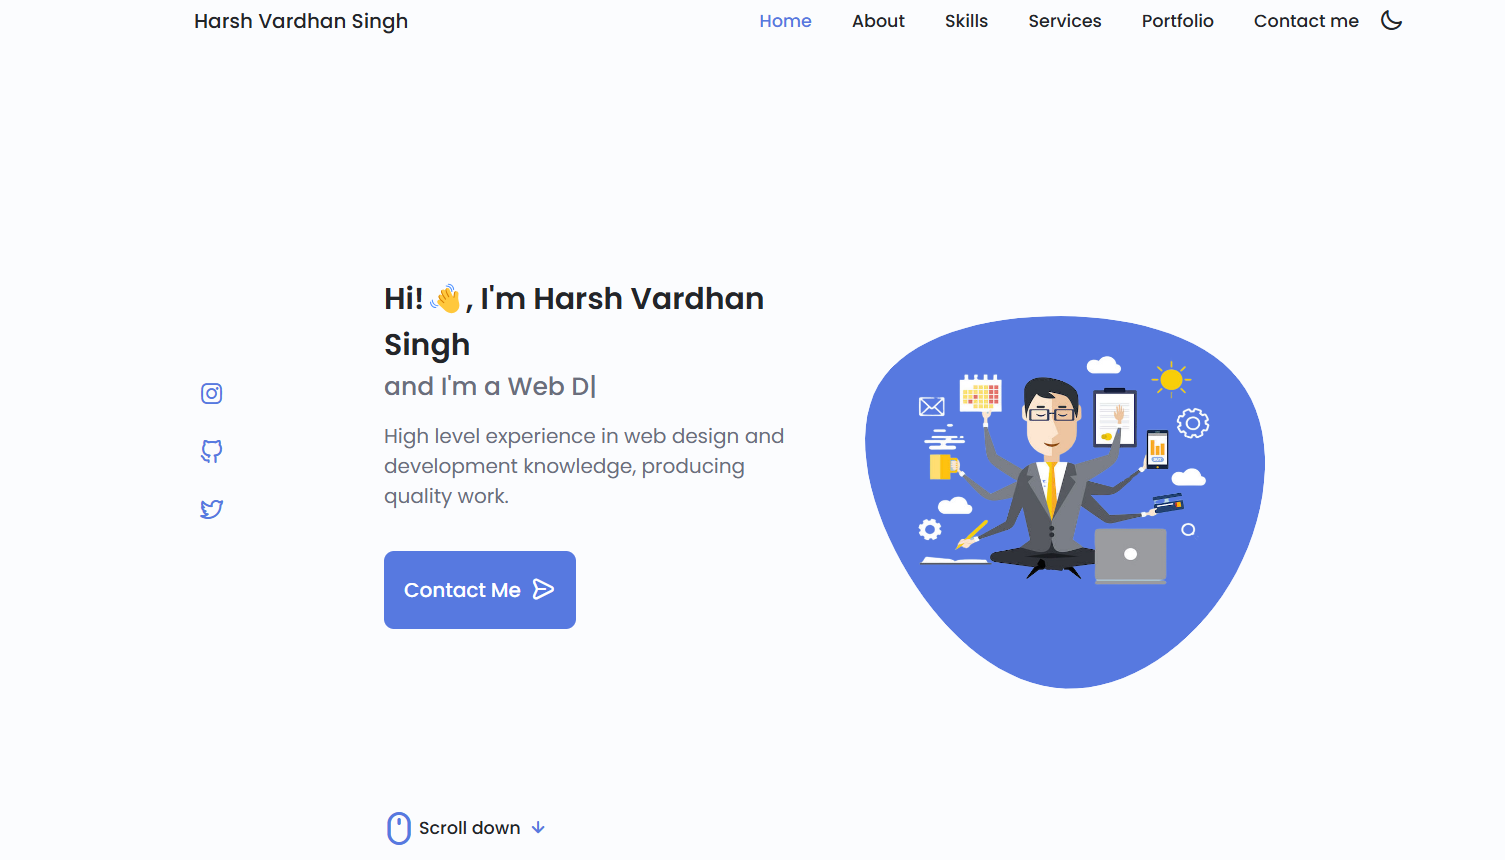 Harsh Vardhan Singh
Home About Skills Services Portfolio Contact me
Hi! 👋, I'm Harsh Vardhan
Singh
and I'm a Web D|
High level experience in web design and
development knowledge, producing
quality work.
Contact Me
Scroll down